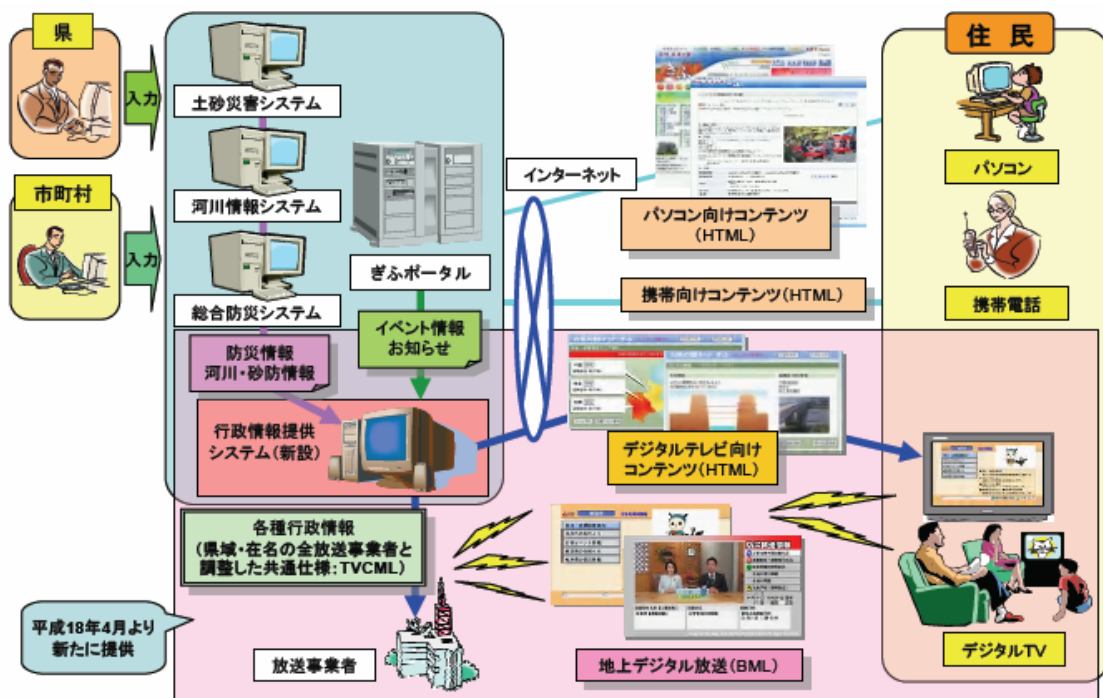 県
入力
市町村
入力
土砂災害システム
河川情報システム
総合防災システム
ぎふポータル
防災情報
河川・砂防情報
イベント情報
お知らせ
行政情報提供
システム(新設)
各種行政情報
(県域・在名の全放送事業者と
調整した共通仕様:TVCML)
平成18年4月より
新たに提供
放送事業者
インターネット
パソコン向けコンテンツ
(HTML)
携帯向けコンテンツ(HTML)
デジタルテレビ向け
コンテンツ(HTML)
地上デジタル放送(BML)
住民
パソコン
携帯電話
デジタルTV